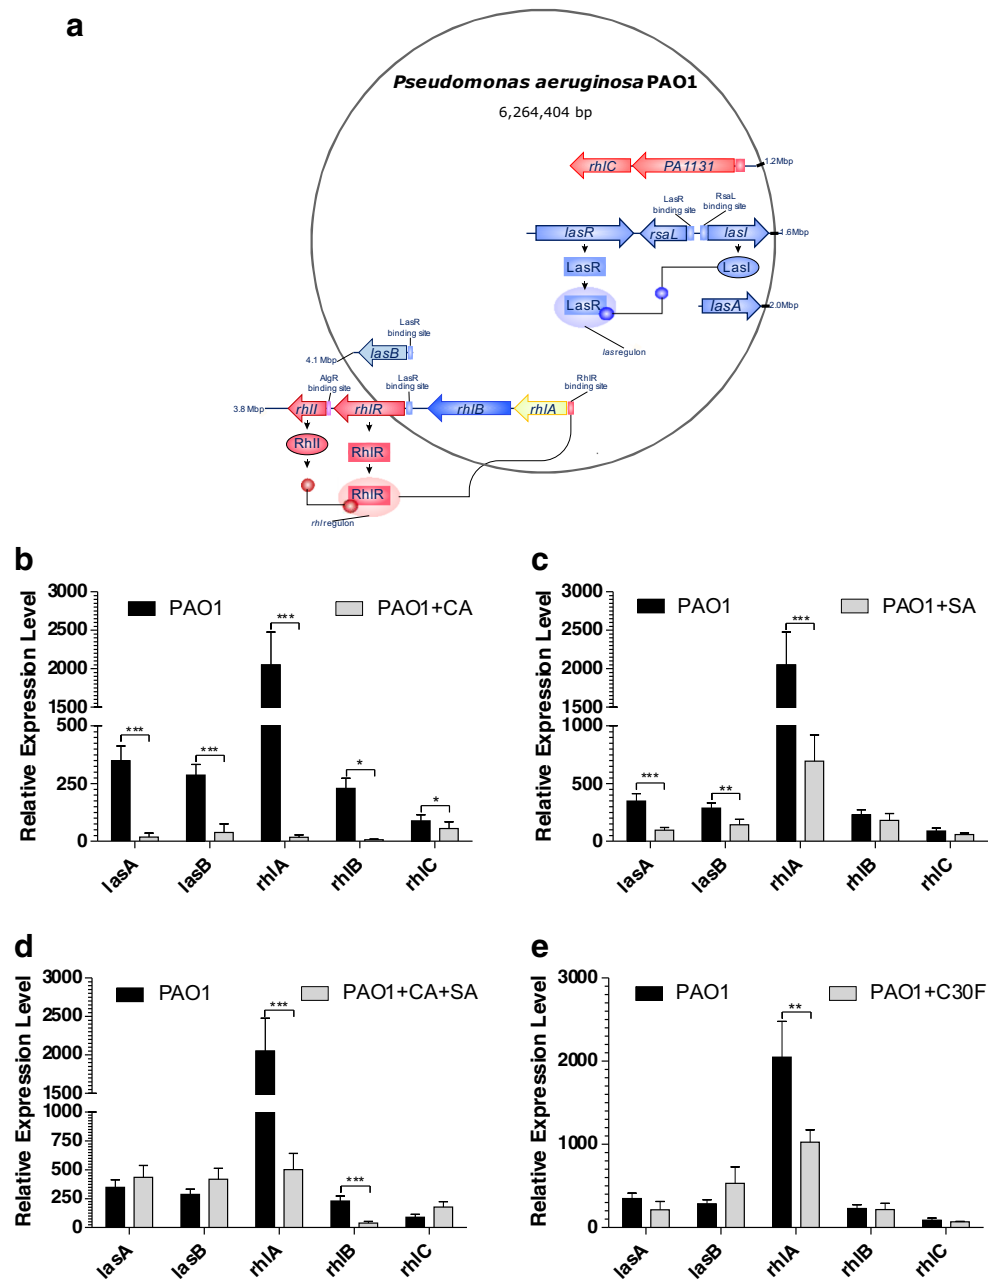 a
Pseudomonas aeruginosa PAO1
6,264,404 bp
rhlC
PA1131
1.2Mbp
LasR
binding site
RsaL
binding site
lasR
rsaL
lasI
1.6Mbp
LasR
LasI
LasR
lasA
2.0Mbp
las regulon
LasR
binding site
lasB
4.1 Mbp
AlgR
binding site
LasR
binding site
RhlR
binding site
3.8 Mbp
rhlI
rhlR
rhlB
rhlA
RhlI
RhlR
RhlR
rhl regulon
b
Relative Expression Level
3000
2500
2000
1500
500
250
0
PAO1
PAO1+CA
***
***
***
*
*
lasA
lasB
rhlA
rhlB
rhlC
c
Relative Expression Level
3000
2500
2000
1500
1000
500
0
PAO1
PAO1+SA
***
**
***
lasA
lasB
rhlA
rhlB
rhlC
d
Relative Expression Level
3000
2500
2000
1500
1000
750
500
250
0
PAO1
PAO1+CA+SA
***
***
lasA
lasB
rhlA
rhlB
rhlC
e
Relative Expression Level
3000
2000
1000
0
PAO1
PAO1+C30F
**
lasA
lasB
rhlA
rhlB
rhlC